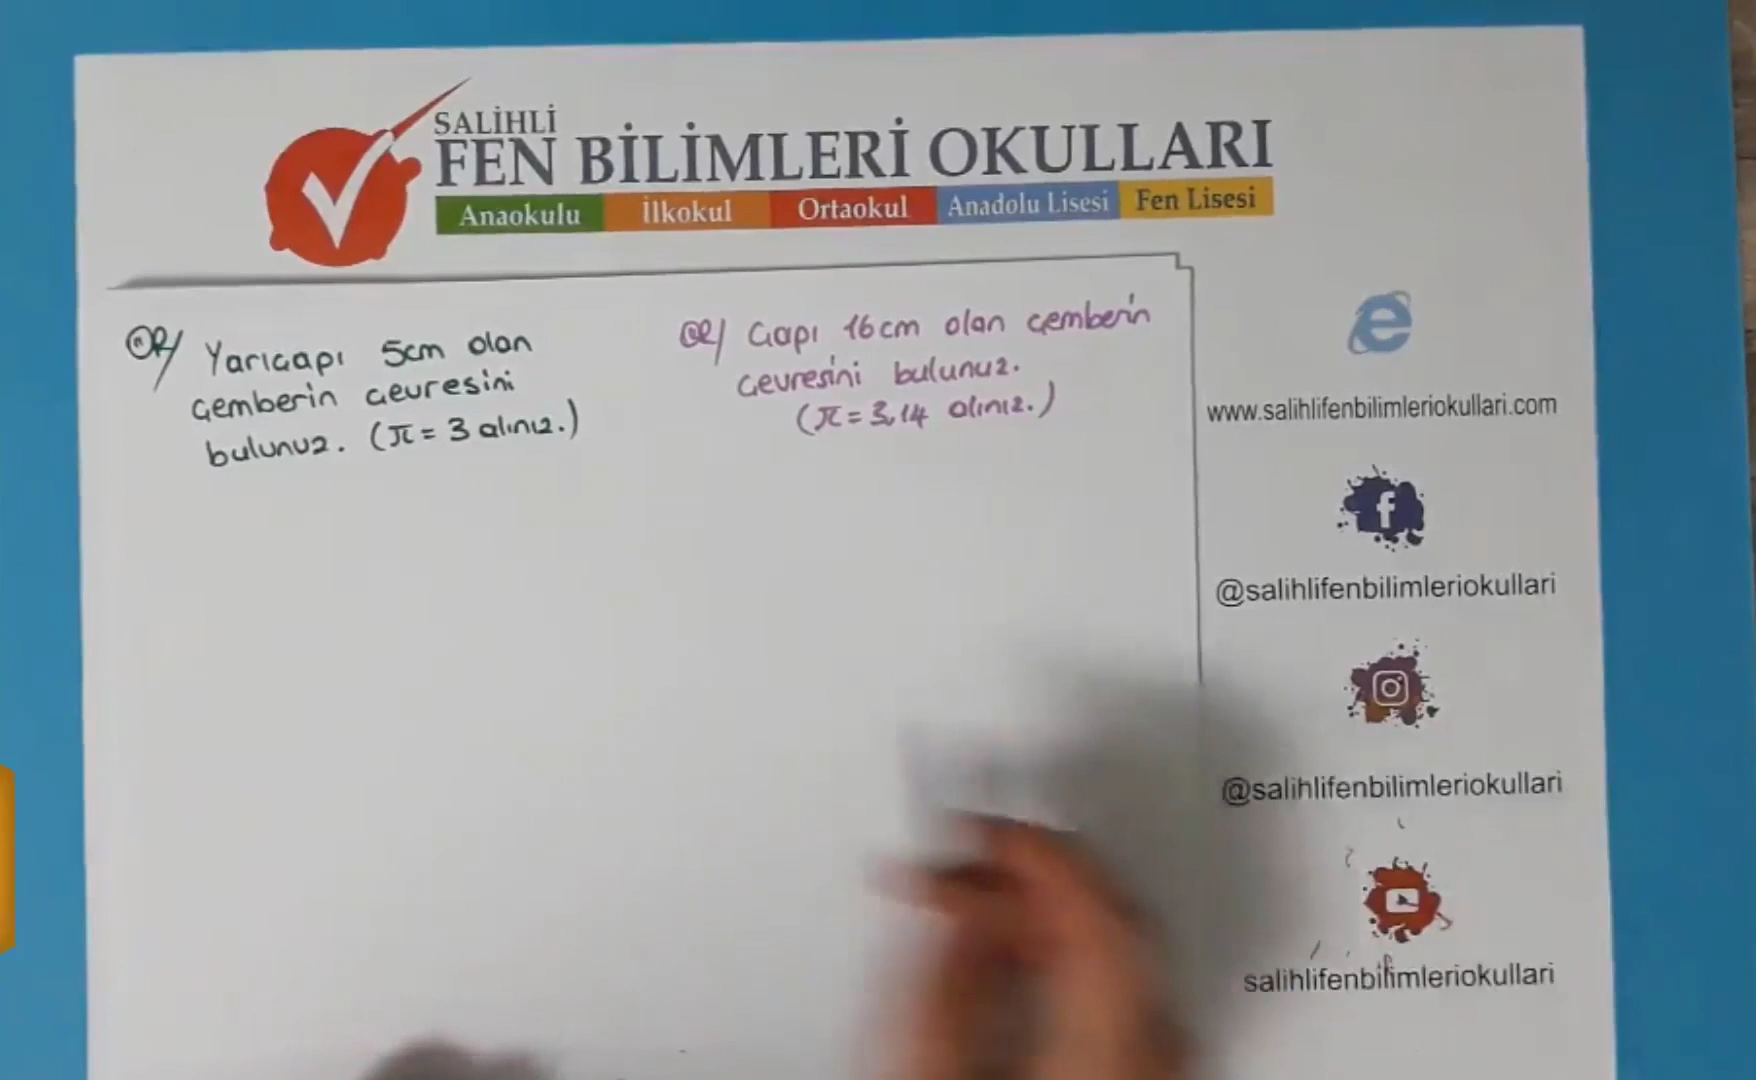 SALİHLİ
FEN BİLİMLERİ OKULLARI
Anaokulu İlkokul Ortaokul Anadolu Lisesi Fen Lisesi
ÖR/ Yarıçapı 5cm olan
çemberin çevresini
bulunuz. (π = 3 alınız.)
ÖR/ Çapı 16cm olan çemberin
çevresini bulunuz.
(π = 3,14 alınız.)
www.salihlifenbilimleriokullari.com
@salihlifenbilimleriokullari
@salihlifenbilimleriokullari
salihlifenbilimleriokullari